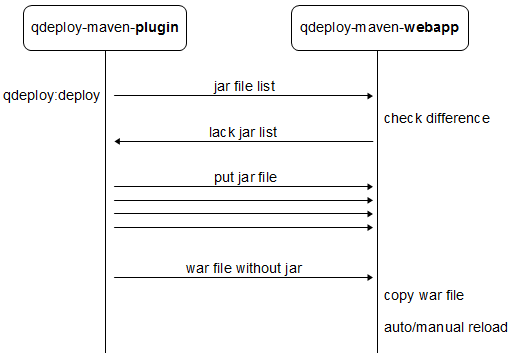 qdeploy-maven-plugin
qdeploy-maven-webapp
qdeploy:deploy
jar file list
check difference
lack jar list
put jar file
war file without jar
copy war file
auto/manual reload